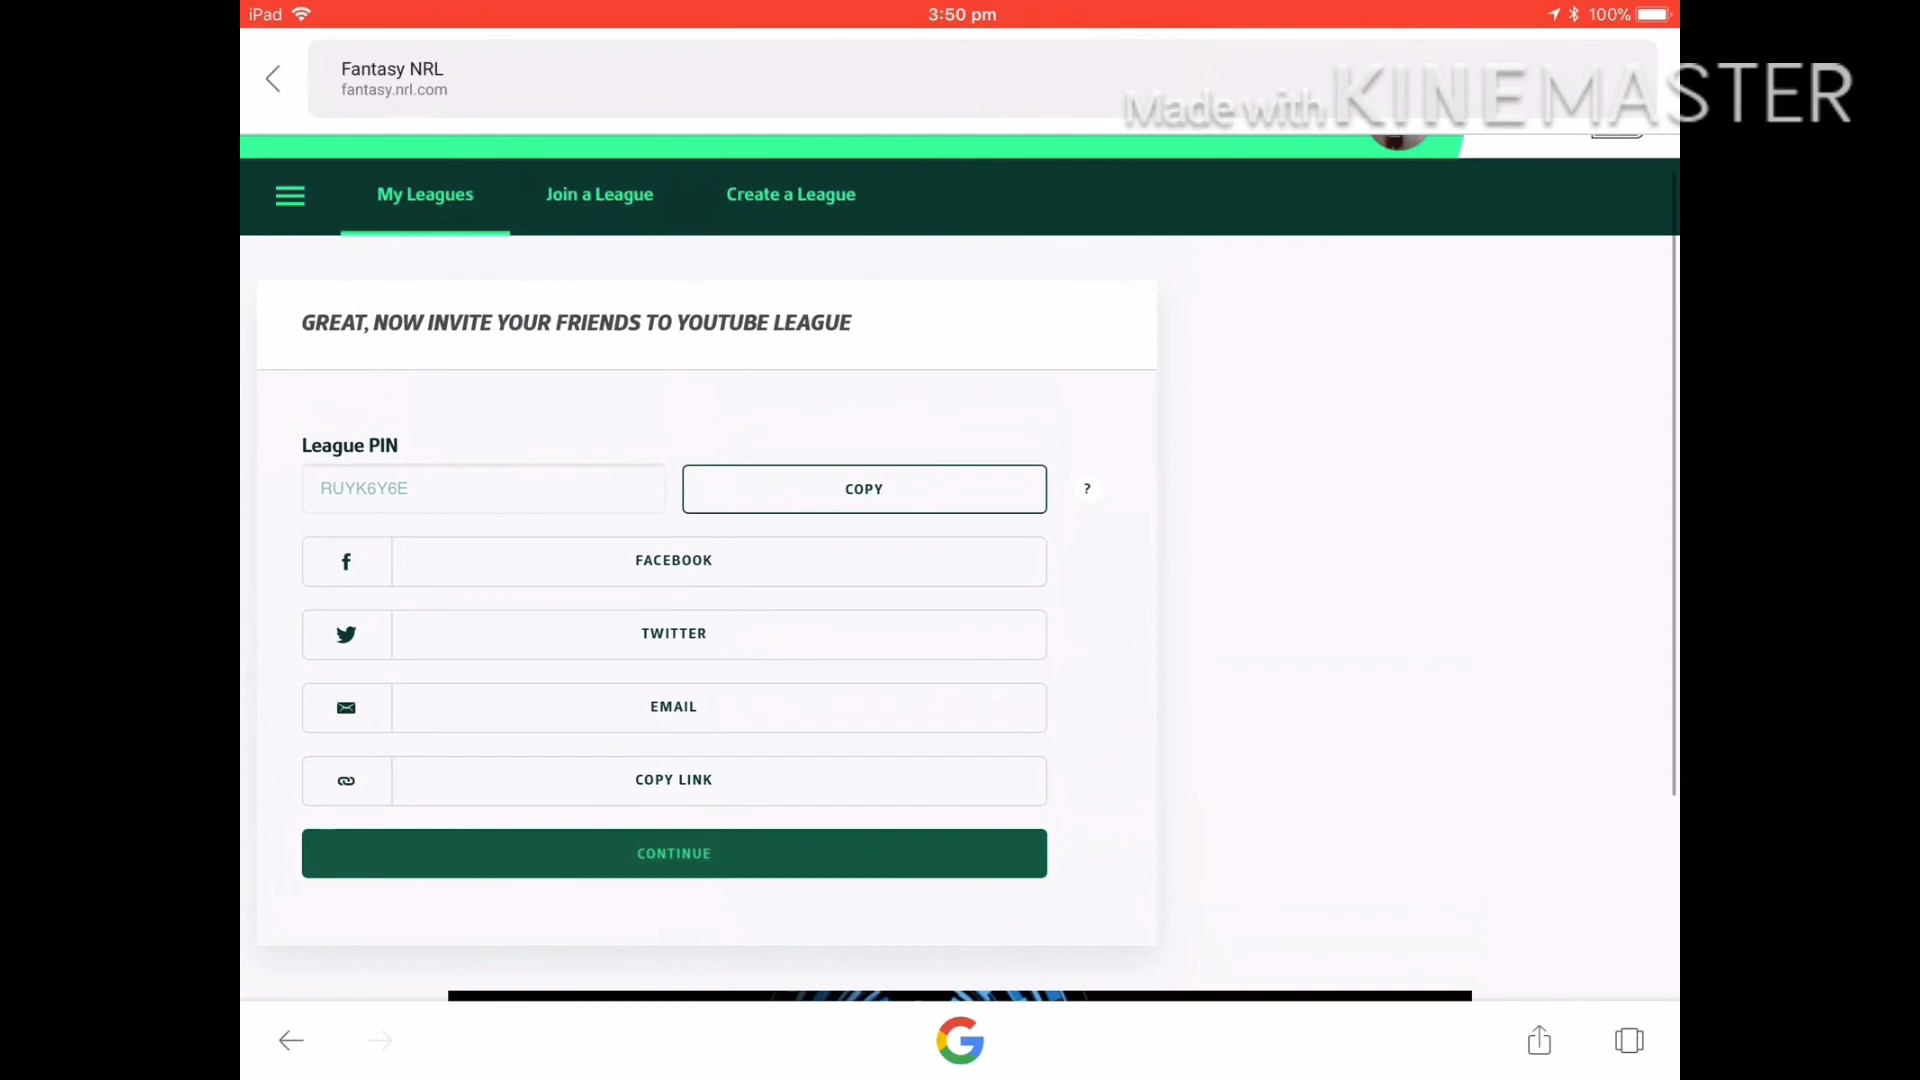 iPad
3:50 pm
100%
Fantasy NRL
fantasy.nrl.com
Made with KINEMASTER
My Leagues
Join a League
Create a League
GREAT, NOW INVITE YOUR FRIENDS TO YOUTUBE LEAGUE
League PIN
RUYK6Y6E
COPY
?
FACEBOOK
TWITTER
EMAIL
COPY LINK
CONTINUE